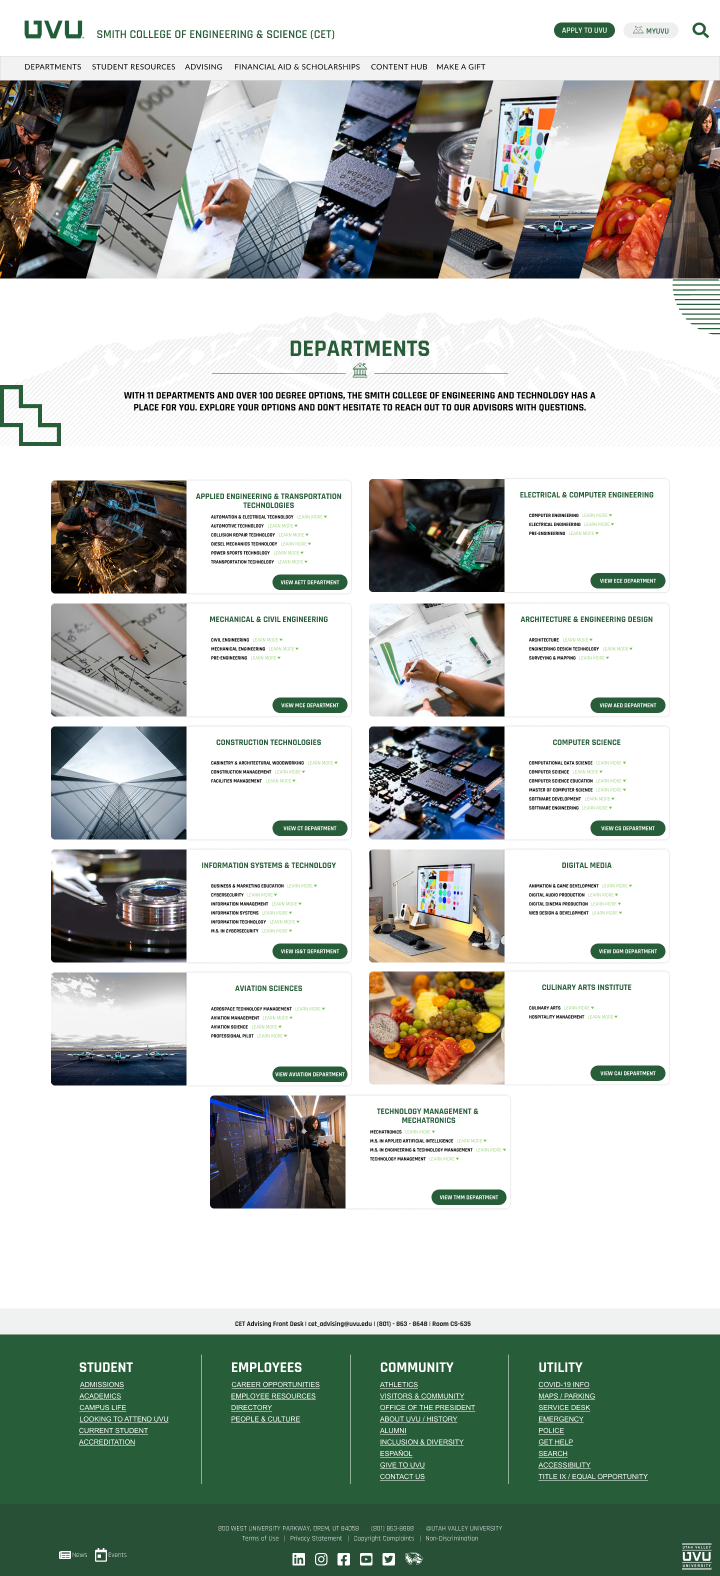 UVU SMITH COLLEGE OF ENGINEERING & SCIENCE (CET)
APPLY TO UVU
MYUVU
DEPARTMENTS STUDENT RESOURCES ADVISING FINANCIAL AID & SCHOLARSHIPS CONTENT HUB MAKE A GIFT
DEPARTMENTS
WITH 11 DEPARTMENTS AND OVER 100 DEGREE OPTIONS, THE SMITH COLLEGE OF ENGINEERING AND TECHNOLOGY HAS A
PLACE FOR YOU. EXPLORE YOUR OPTIONS AND DON'T HESITATE TO REACH OUT TO OUR ADVISORS WITH QUESTIONS.
APPLIED ENGINEERING & TRANSPORTATION
TECHNOLOGIES
AUTOMATION & ELECTRICAL TECHNOLOGY LEARN MORE
AUTOMOTIVE TECHNOLOGY LEARN MORE
COLLISION REPAIR TECHNOLOGY LEARN MORE
DIESEL MECHANICS TECHNOLOGY LEARN MORE
POWER SPORTS TECHNOLOGY LEARN MORE
TRANSPORTATION TECHNOLOGY LEARN MORE
VIEW AETT DEPARTMENT
ELECTRICAL & COMPUTER ENGINEERING
COMPUTER ENGINEERING LEARN MORE
ELECTRICAL ENGINEERING LEARN MORE
PRE-ENGINEERING LEARN MORE
VIEW ECE DEPARTMENT
MECHANICAL & CIVIL ENGINEERING
CIVIL ENGINEERING LEARN MORE
MECHANICAL ENGINEERING LEARN MORE
PRE-ENGINEERING LEARN MORE
VIEW MCE DEPARTMENT
ARCHITECTURE & ENGINEERING DESIGN
ARCHITECTURE LEARN MORE
ENGINEERING DESIGN TECHNOLOGY LEARN MORE
SURVEYING & MAPPING LEARN MORE
VIEW AED DEPARTMENT
CONSTRUCTION TECHNOLOGIES
CABINETRY & ARCHITECTURAL WOODWORKING LEARN MORE
CONSTRUCTION MANAGEMENT LEARN MORE
FACILITIES MANAGEMENT LEARN MORE
VIEW CT DEPARTMENT
COMPUTER SCIENCE
COMPUTATIONAL DATA SCIENCE LEARN MORE
COMPUTER SCIENCE LEARN MORE
COMPUTER SCIENCE EDUCATION LEARN MORE
MASTER OF COMPUTER SCIENCE LEARN MORE
SOFTWARE DEVELOPMENT LEARN MORE
SOFTWARE ENGINEERING LEARN MORE
VIEW CS DEPARTMENT
INFORMATION SYSTEMS & TECHNOLOGY
BUSINESS & MARKETING EDUCATION LEARN MORE
CYBERSECURITY LEARN MORE
INFORMATION MANAGEMENT LEARN MORE
INFORMATION SYSTEMS LEARN MORE
INFORMATION TECHNOLOGY LEARN MORE
M.S. IN CYBERSECURITY LEARN MORE
VIEW IS&T DEPARTMENT
DIGITAL MEDIA
ANIMATION & GAME DEVELOPMENT LEARN MORE
DIGITAL AUDIO PRODUCTION LEARN MORE
DIGITAL CINEMA PRODUCTION LEARN MORE
WEB DESIGN & DEVELOPMENT LEARN MORE
VIEW DGM DEPARTMENT
AVIATION SCIENCES
AEROSPACE TECHNOLOGY MANAGEMENT LEARN MORE
AVIATION MANAGEMENT LEARN MORE
AVIATION SCIENCE LEARN MORE
PROFESSIONAL PILOT LEARN MORE
VIEW AVIATION DEPARTMENT
CULINARY ARTS INSTITUTE
CULINARY ARTS LEARN MORE
HOSPITALITY MANAGEMENT LEARN MORE
VIEW CAI DEPARTMENT
TECHNOLOGY MANAGEMENT &
MECHATRONICS
MECHATRONICS LEARN MORE
M.S. IN APPLIED ARTIFICIAL INTELLIGENCE LEARN MORE
M.S. IN ENGINEERING & TECHNOLOGY MANAGEMENT LEARN MORE
TECHNOLOGY MANAGEMENT LEARN MORE
VIEW TMM DEPARTMENT
CET Advising Front Desk | cet_advising@uvu.edu | (801) - 863 - 8648 | Room CS-635
STUDENT
ADMISSIONS
ACADEMICS
CAMPUS LIFE
LOOKING TO ATTEND UVU
CURRENT STUDENT
ACCREDITATION
EMPLOYEES
CAREER OPPORTUNITIES
EMPLOYEE RESOURCES
DIRECTORY
PEOPLE & CULTURE
COMMUNITY
ATHLETICS
VISITORS & COMMUNITY
OFFICE OF THE PRESIDENT
ABOUT UVU / HISTORY
ALUMNI
INCLUSION & DIVERSITY
ESPAÑOL
GIVE TO UVU
CONTACT US
UTILITY
COVID-19 INFO
MAPS / PARKING
SERVICE DESK
EMERGENCY
POLICE
GET HELP
SEARCH
ACCESSIBILITY
TITLE IX / EQUAL OPPORTUNITY
800 WEST UNIVERSITY PARKWAY, OREM, UT 84058 (801) 863-8888 @UTAH VALLEY UNIVERSITY
Terms of Use | Privacy Statement | Copyright Complaints | Non-Discrimination
News
Events
UTAH VALLEY
UVU
UNIVERSITY